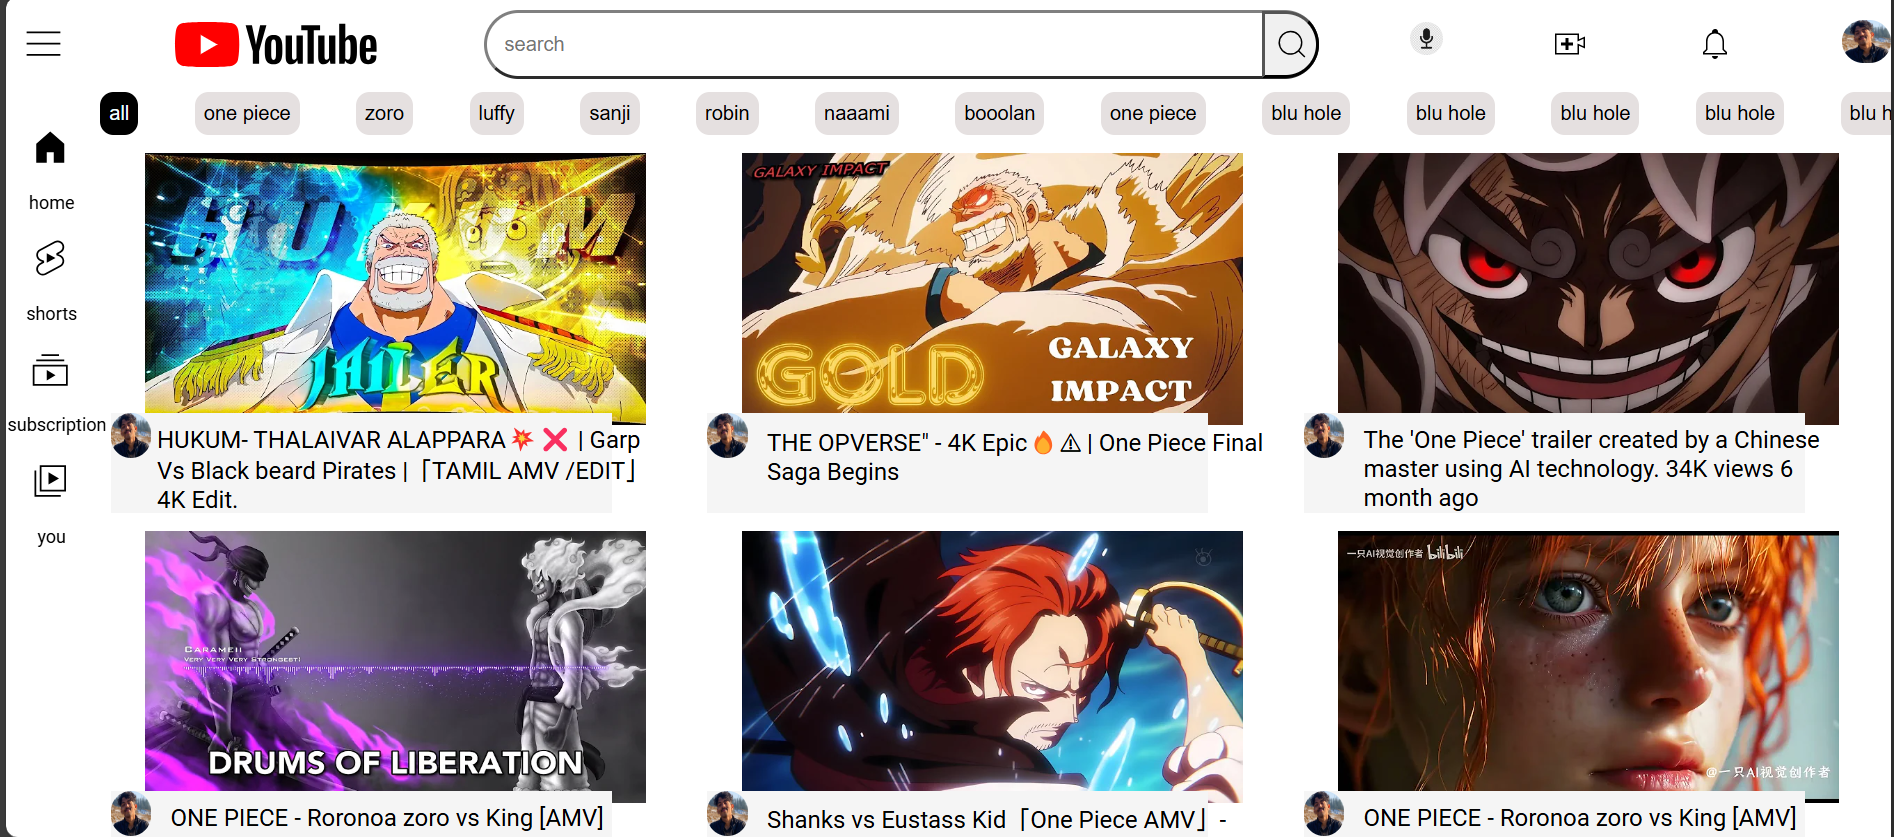 YouTube
search
all
one piece
zoro
luffy
sanji
robin
naaami
booolan
one piece
blu hole
blu hole
blu hole
blu hole
blu h
home
shorts
subscription
you
HUKUM
JAILER
HUKUM- THALAIVAR ALAPPARA💥 ❌ | Garp
Vs Black beard Pirates | 「TAMIL AMV /EDIT」
4K Edit.
GALAXY IMPACT
GOLD
GALAXY
IMPACT
THE OPVERSE" - 4K Epic🔥⚠ | One Piece Final
Saga Begins
The 'One Piece' trailer created by a Chinese
master using AI technology. 34K views 6
month ago
CARAMEII
VERY VERY VERY STRONGEST!
DRUMS OF LIBERATION
ONE PIECE - Roronoa zoro vs King [AMV]
Shanks vs Eustass Kid 「One Piece AMV」 -
一只AI视觉创作者 bilibili
@一只AI视觉创作者
ONE PIECE - Roronoa zoro vs King [AMV]